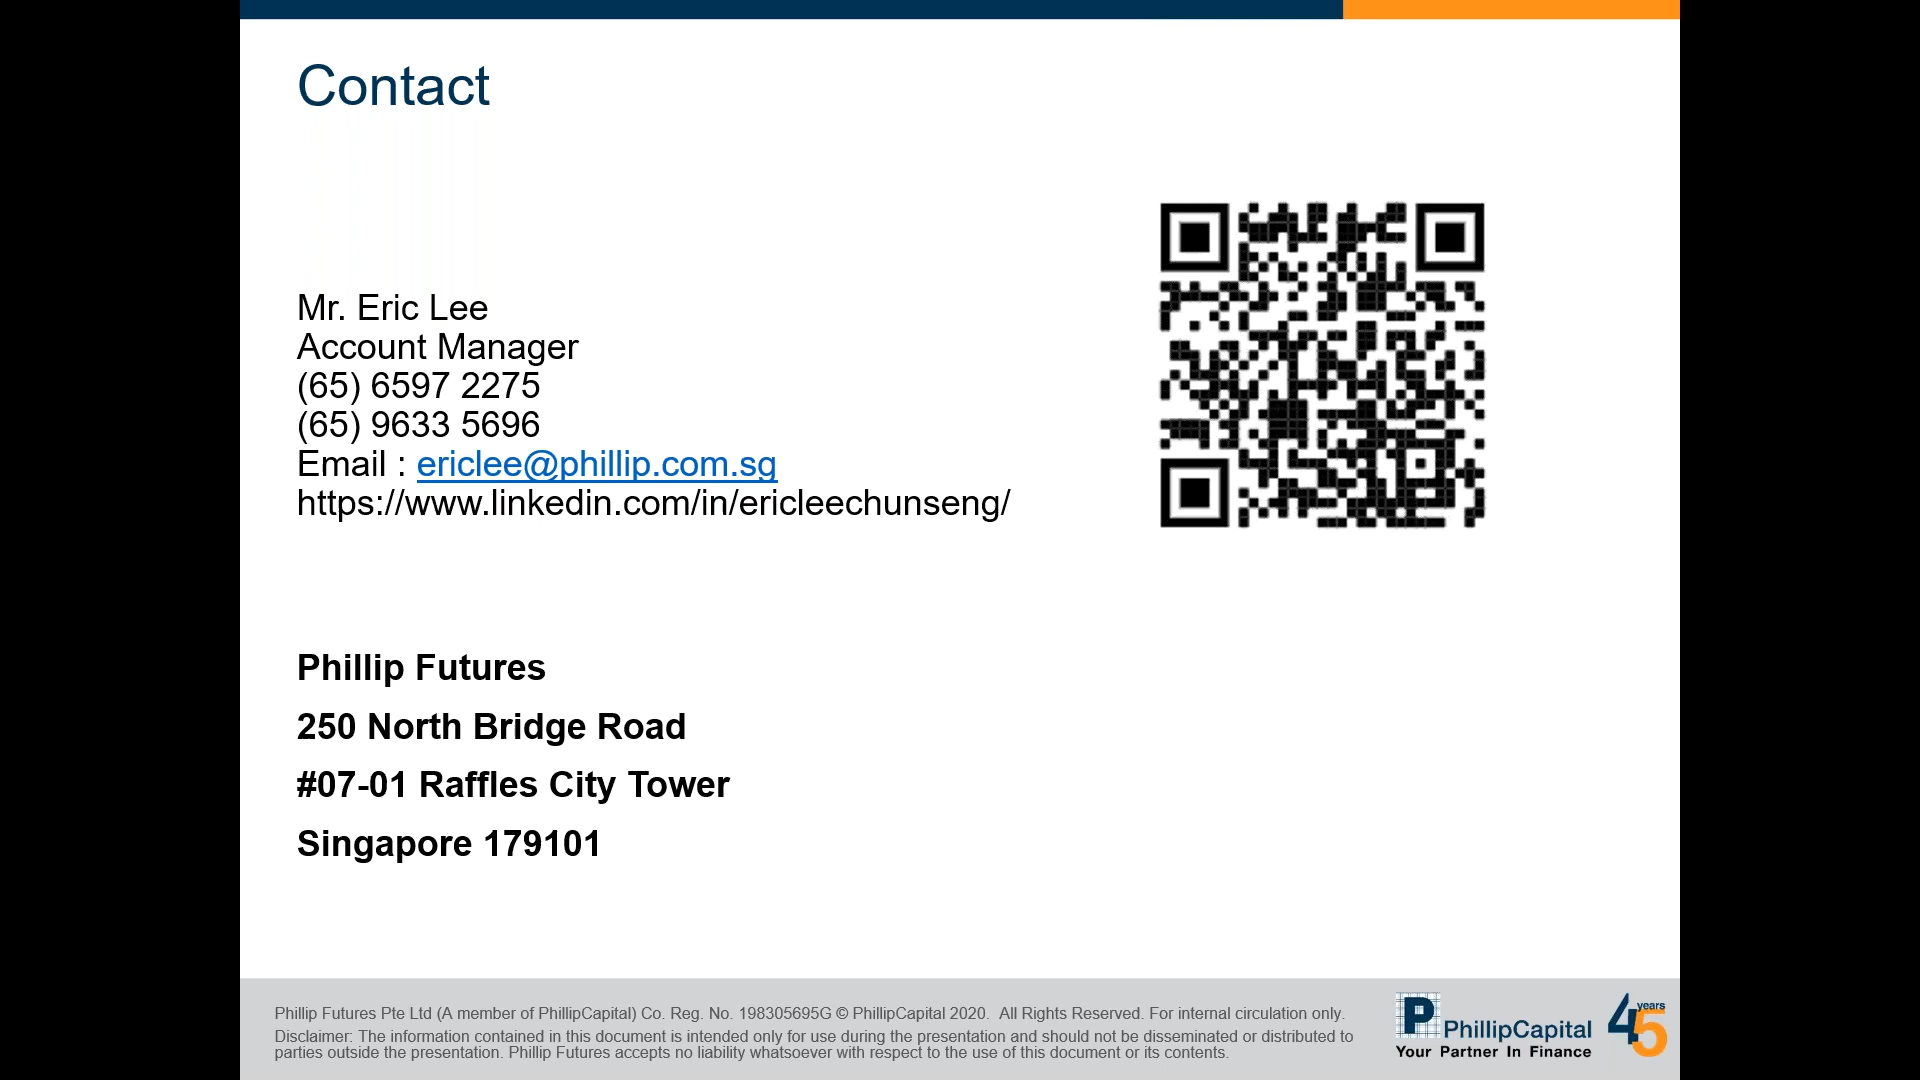 Contact
Mr. Eric Lee
Account Manager
(65) 6597 2275
(65) 9633 5696
Email : ericlee@phillip.com.sg
https://www.linkedin.com/in/ericleechunseng/
Phillip Futures
250 North Bridge Road
#07-01 Raffles City Tower
Singapore 179101
Phillip Futures Pte Ltd (A member of PhillipCapital) Co. Reg. No. 198305695G © PhillipCapital 2020.  All Rights Reserved. For internal circulation only.
Disclaimer: The information contained in this document is intended only for use during the presentation and should not be disseminated or distributed to
parties outside the presentation. Phillip Futures accepts no liability whatsoever with respect to the use of this document or its contents.
P PhillipCapital
Your Partner In Finance
45 years